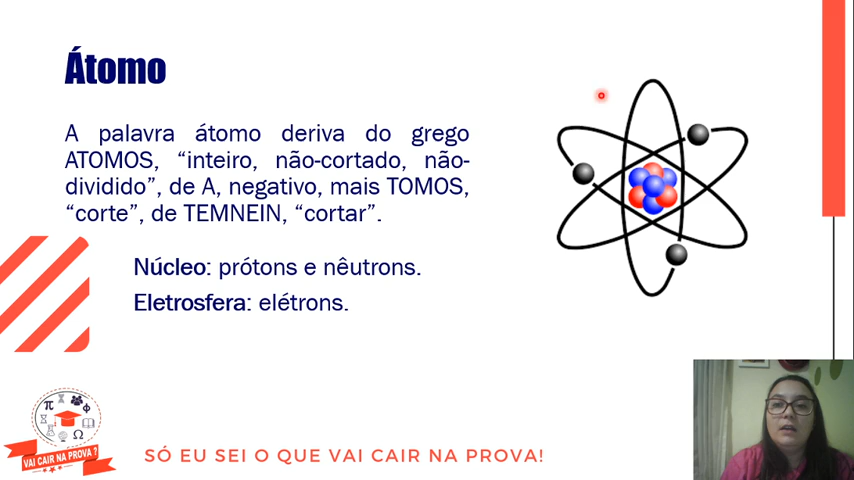 Átomo
A palavra átomo deriva do grego
ATOMOS, “inteiro, não-cortado, não-
dividido”, de A, negativo, mais TOMOS,
“corte”, de TEMNEIN, “cortar”.
Núcleo: prótons e nêutrons.
Eletrosfera: elétrons.
π Φ
Ω
VAI CAIR NA PROVA ?
SÓ EU SEI O QUE VAI CAIR NA PROVA!